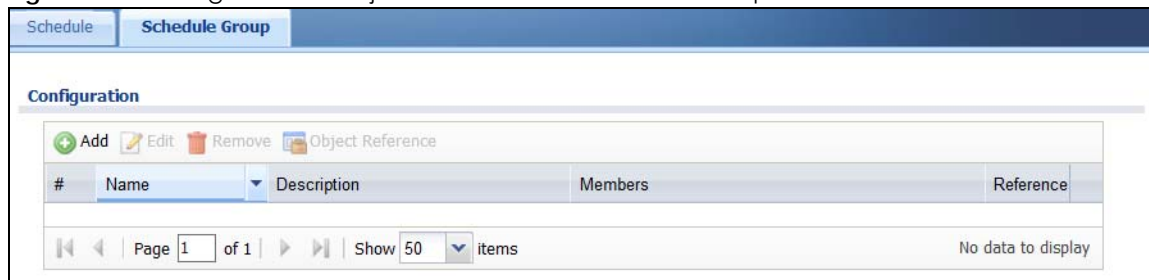 Schedule Schedule Group
Configuration
Add Edit Remove Object Reference
# Name Description Members Reference
Page 1 of 1 Show 50 items No data to display